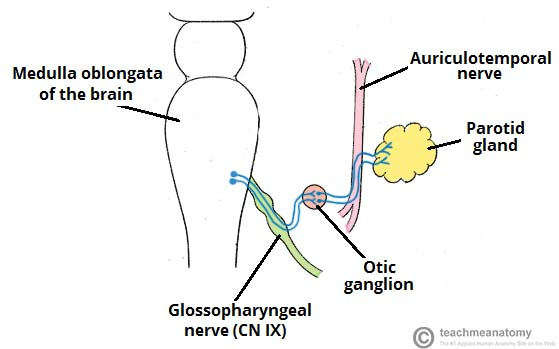 Medulla oblongata
of the brain
Auriculotemporal
nerve
Parotid
gland
Otic
ganglion
Glossopharyngeal
nerve (CN IX)
teachmeanatomy
The #1 Applied Human Anatomy Site on the Web.